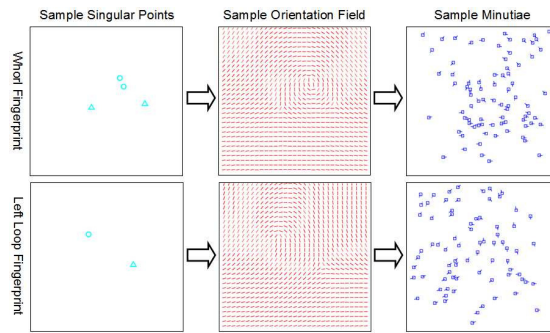 Sample Singular Points
Sample Orientation Field
Sample Minutiae
Whorl Fingerprint
Left Loop Fingerprint